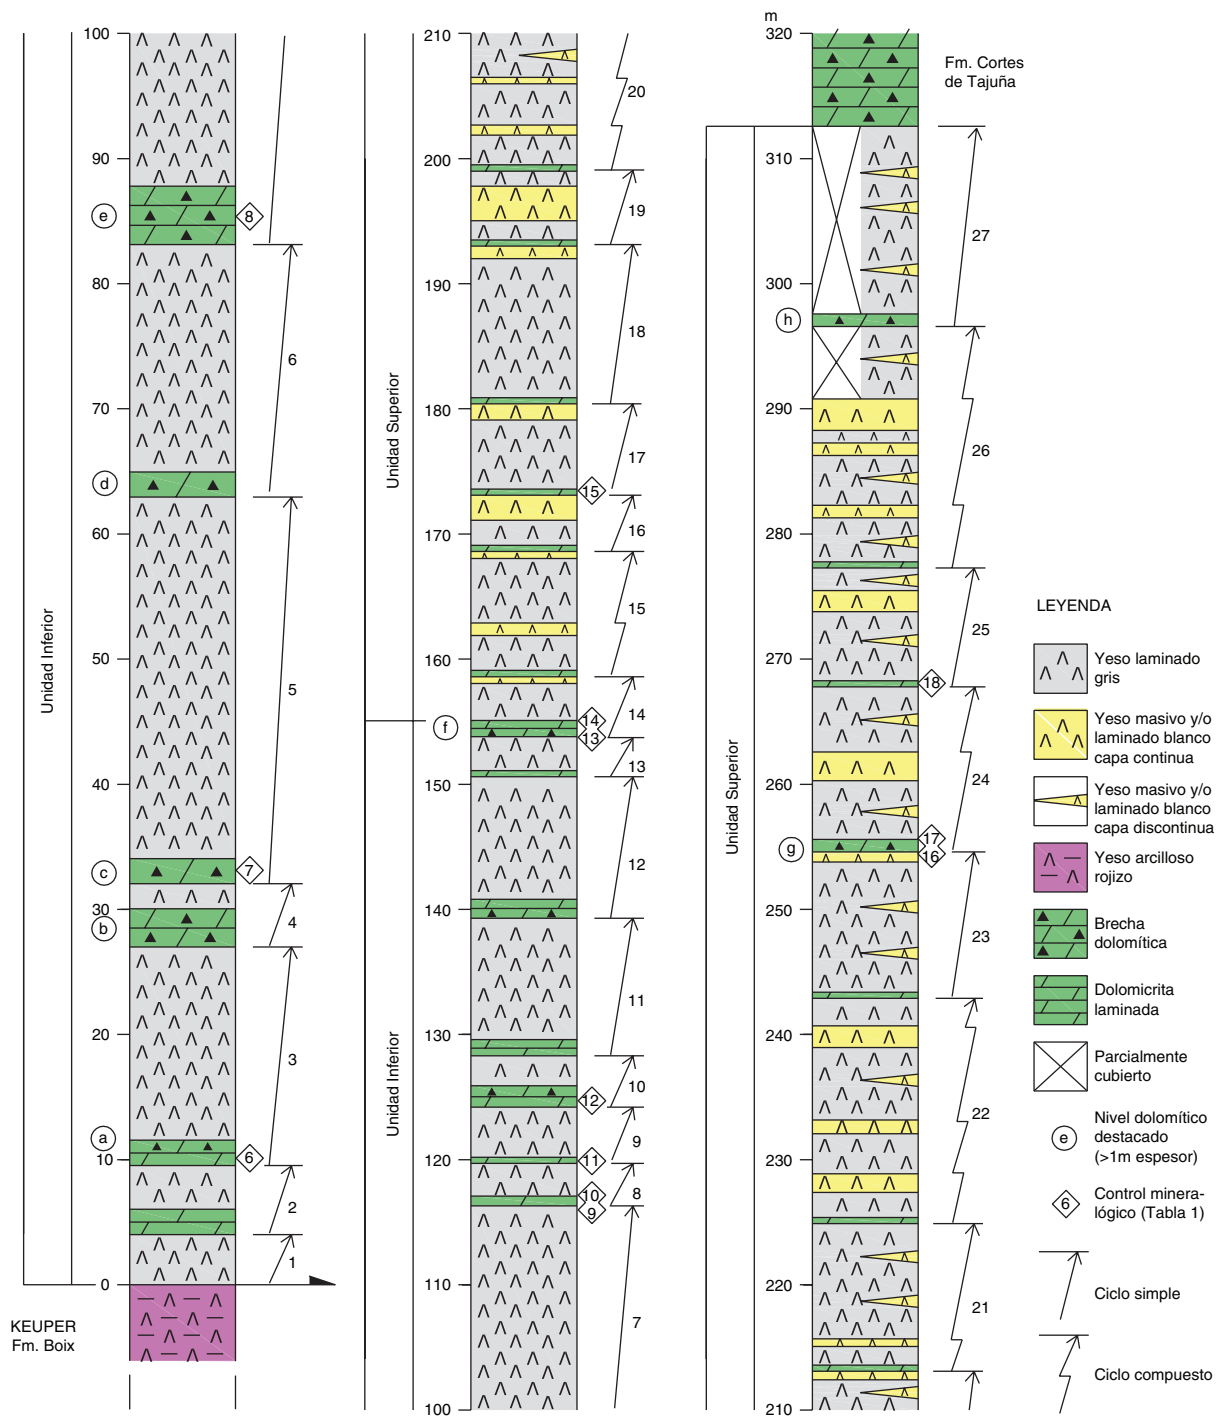 100
90
80
70
60
50
40
30
20
10
0
e
d
c
b
a
8
7
6
6
5
4
3
2
1
Unidad Inferior
KEUPER
Fm. Boix
210
200
190
180
170
160
150
140
130
120
110
100
Unidad Superior
Unidad Inferior
f
15
14
13
12
11
10
9
20
19
18
17
16
15
14
13
12
11
10
9
8
7
m
320
310
300
290
280
270
260
250
240
230
220
210
Unidad Superior
h
g
18
17
16
Fm. Cortes
de Tajuña
27
26
25
24
23
22
21
LEYENDA
Yeso laminado
gris
Yeso masivo y/o
laminado blanco
capa continua
Yeso masivo y/o
laminado blanco
capa discontinua
Yeso arcilloso
rojizo
Brecha
dolomítica
Dolomicrita
laminada
Parcialmente
cubierto
e
Nivel dolomítico
destacado
(>1m espesor)
6
Control minera-
lógico (Tabla 1)
Ciclo simple
Ciclo compuesto